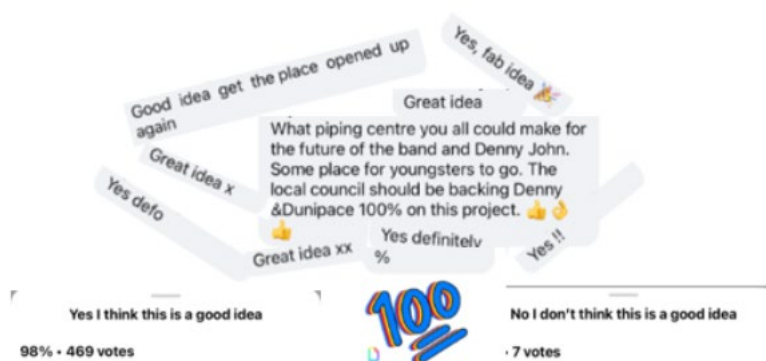 Good idea get the place opened up
again
Yes, fab idea 🎉
Great idea
What piping centre you all could make for
the future of the band and Denny John.
Some place for youngsters to go. The
local council should be backing Denny
&Dunipace 100% on this project. 👍👌
👍
Great idea x
Yes defo
Great idea xx
Yes definitely
%
Yes !!
100
Yes I think this is a good idea
98% • 469 votes
No I don't think this is a good idea
• 7 votes